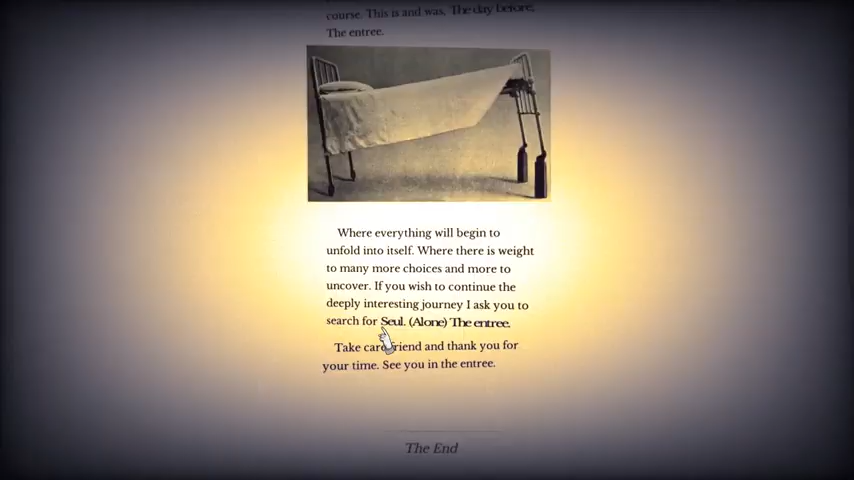 course. This is and was, The day before,
The entree.
Where everything will begin to
unfold into itself. Where there is weight
to many more choices and more to
uncover. If you wish to continue the
deeply interesting journey I ask you to
search for Seul. (Alone) The entree.
Take care friend and thank you for
your time. See you in the entree.
The End